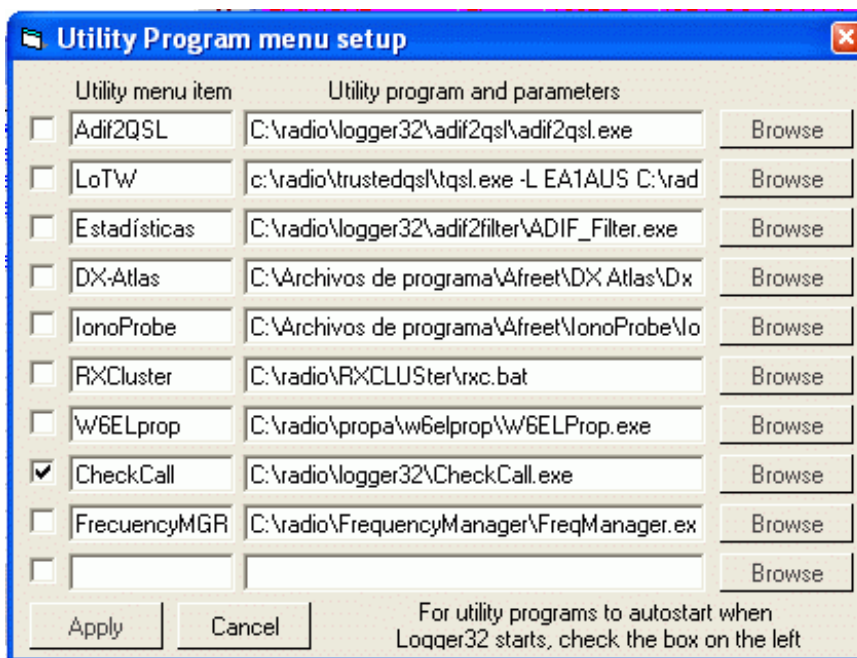 Utility Program menu setup
Utility menu item Utility program and parameters
Adif2QSL C:\radio\logger32\adif2qsl\adif2qsl.exe Browse
LoTW c:\radio\trustedqsl\tqsl.exe -L EA1AUS C:\rad Browse
Estadísticas C:\radio\logger32\adif2filter\ADIF_Filter.exe Browse
DX-Atlas C:\Archivos de programa\Afreet\DX Atlas\Dx Browse
IonoProbe C:\Archivos de programa\Afreet\IonoProbe\Io Browse
RXCluster C:\radio\RXCLUSter\rxc.bat Browse
W6ELprop C:\radio\propa\w6elprop\W6ELProp.exe Browse
CheckCall C:\radio\logger32\CheckCall.exe Browse
FrecuencyMGR C:\radio\FrequencyManager\FreqManager.ex Browse
Browse
Apply Cancel For utility programs to autostart when
Logger32 starts, check the box on the left